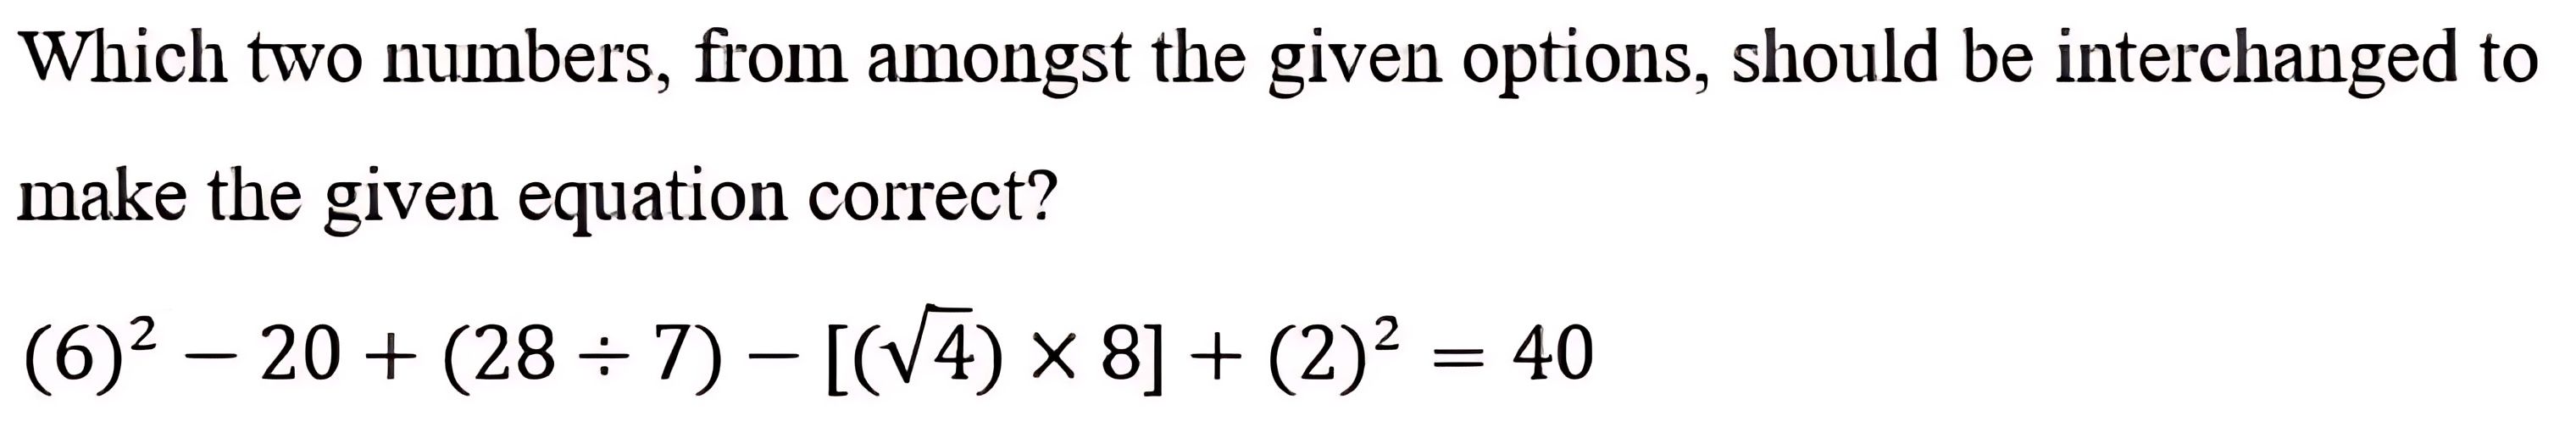 Which two numbers, from amongst the given options, should be interchanged to
make the given equation correct?
(6)² − 20 + (28 ÷ 7) − [(√4) × 8] + (2)² = 40